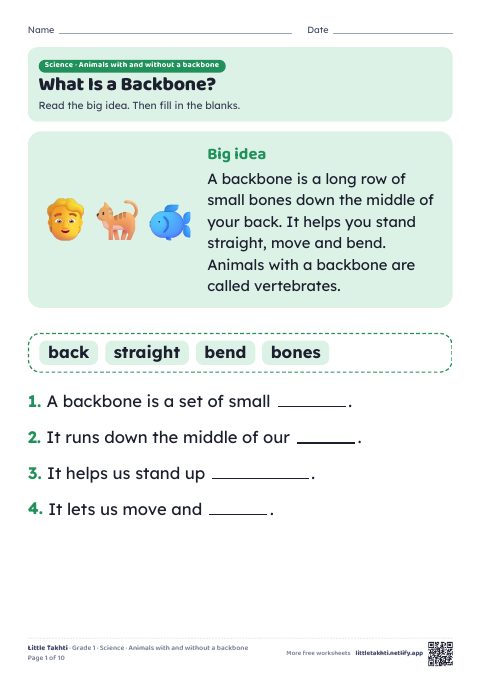 Name
Date
Science · Animals with and without a backbone
What Is a Backbone?
Read the big idea. Then fill in the blanks.
Big idea
A backbone is a long row of
small bones down the middle of
your back. It helps you stand
straight, move and bend.
Animals with a backbone are
called vertebrates.
back straight bend bones
1. A backbone is a set of small ________.
2. It runs down the middle of our ________.
3. It helps us stand up ________.
4. It lets us move and ________.
Little Takhti · Grade 1 · Science · Animals with and without a backbone
Page 1 of 10
More free worksheets · littletakhti.netlify.app